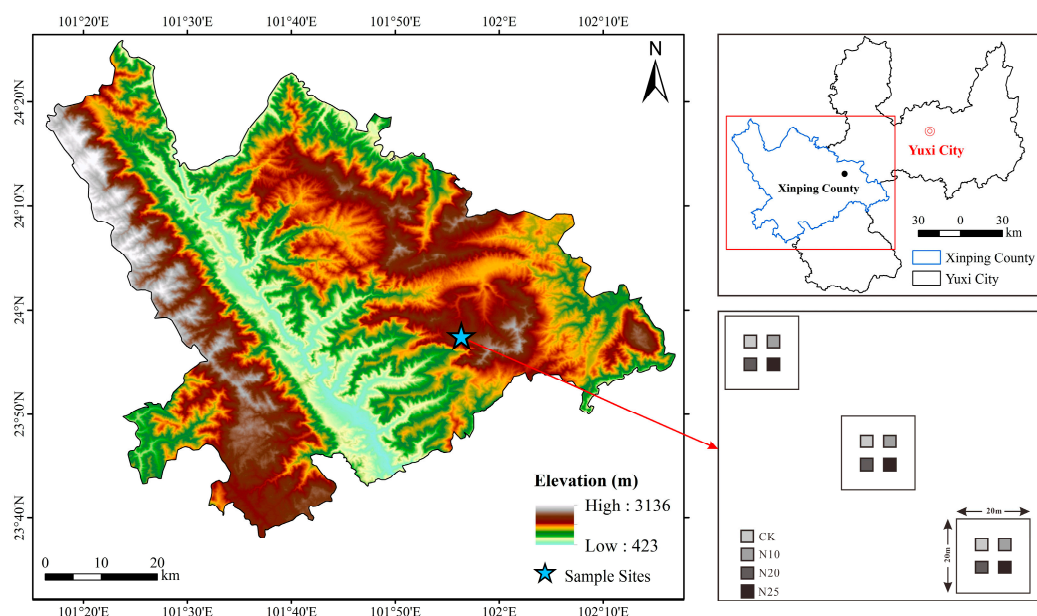 101°20'E 101°30'E 101°40'E 101°50'E 102°E 102°10'E
N
24°20'N
24°10'N
24°N
23°50'N
23°40'N
Elevation (m)
High : 3136
Low : 423
Sample Sites
0 10 20
km
101°20'E 101°30'E 101°40'E 101°50'E 102°E 102°10'E
Yuxi City
Xinping County
30 0 30
km
Xinping County
Yuxi City
CK
N10
N20
N25
20m
20m